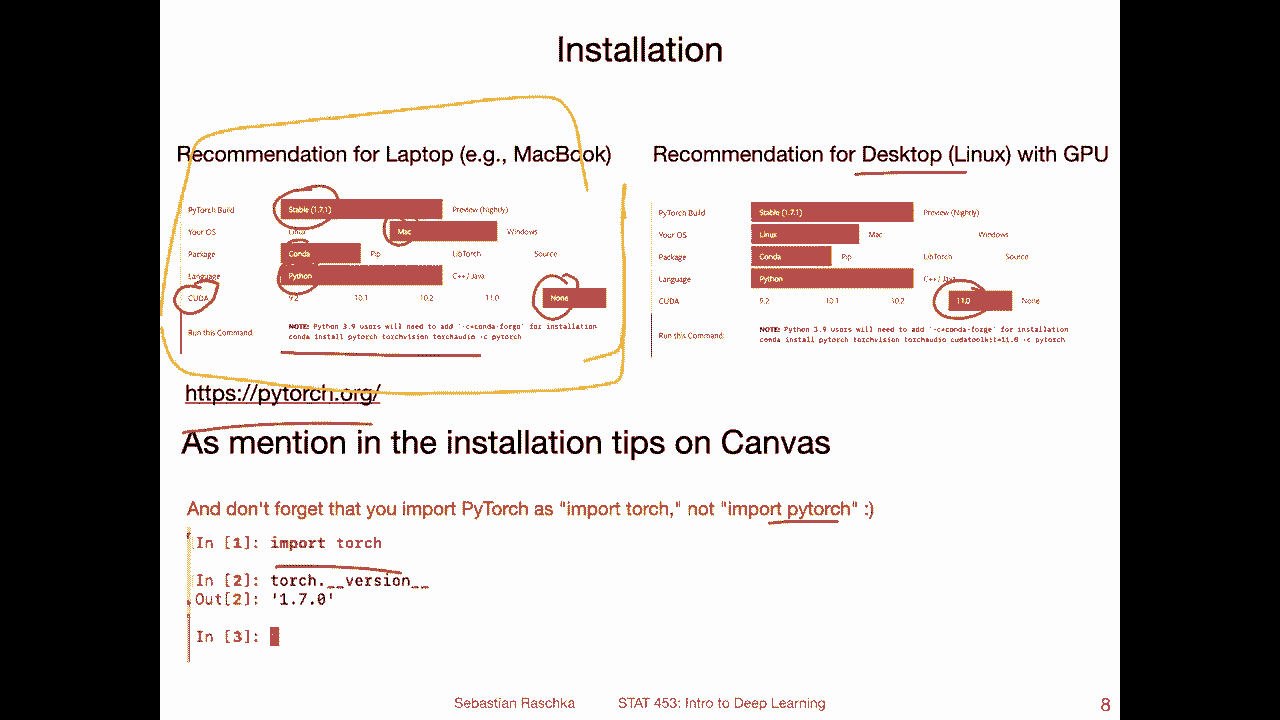 Installation
Recommendation for Laptop (e.g., MacBook)
PyTorch Build Stable (1.7.1) Preview (Nightly)
Your OS Linux Mac Windows
Package Conda Pip LibTorch Source
Language Python C++ / Java
CUDA 9.2 10.1 10.2 11.0 None
Run this Command: NOTE: Python 3.9 users will need to add '-c=conda-forge' for installation
conda install pytorch torchvision torchaudio -c pytorch
Recommendation for Desktop (Linux) with GPU
PyTorch Build Stable (1.7.1) Preview (Nightly)
Your OS Linux Mac Windows
Package Conda Pip LibTorch Source
Language Python C++ / Java
CUDA 9.2 10.1 10.2 11.0 None
Run this Command: NOTE: Python 3.9 users will need to add '-c=conda-forge' for installation
conda install pytorch torchvision torchaudio cudatoolkit=11.0 -c pytorch
https://pytorch.org/
As mention in the installation tips on Canvas
And don't forget that you import PyTorch as "import torch," not "import pytorch" :)
In [1]: import torch
In [2]: torch.__version__
Out[2]: '1.7.0'
In [3]:
Sebastian Raschka STAT 453: Intro to Deep Learning 8